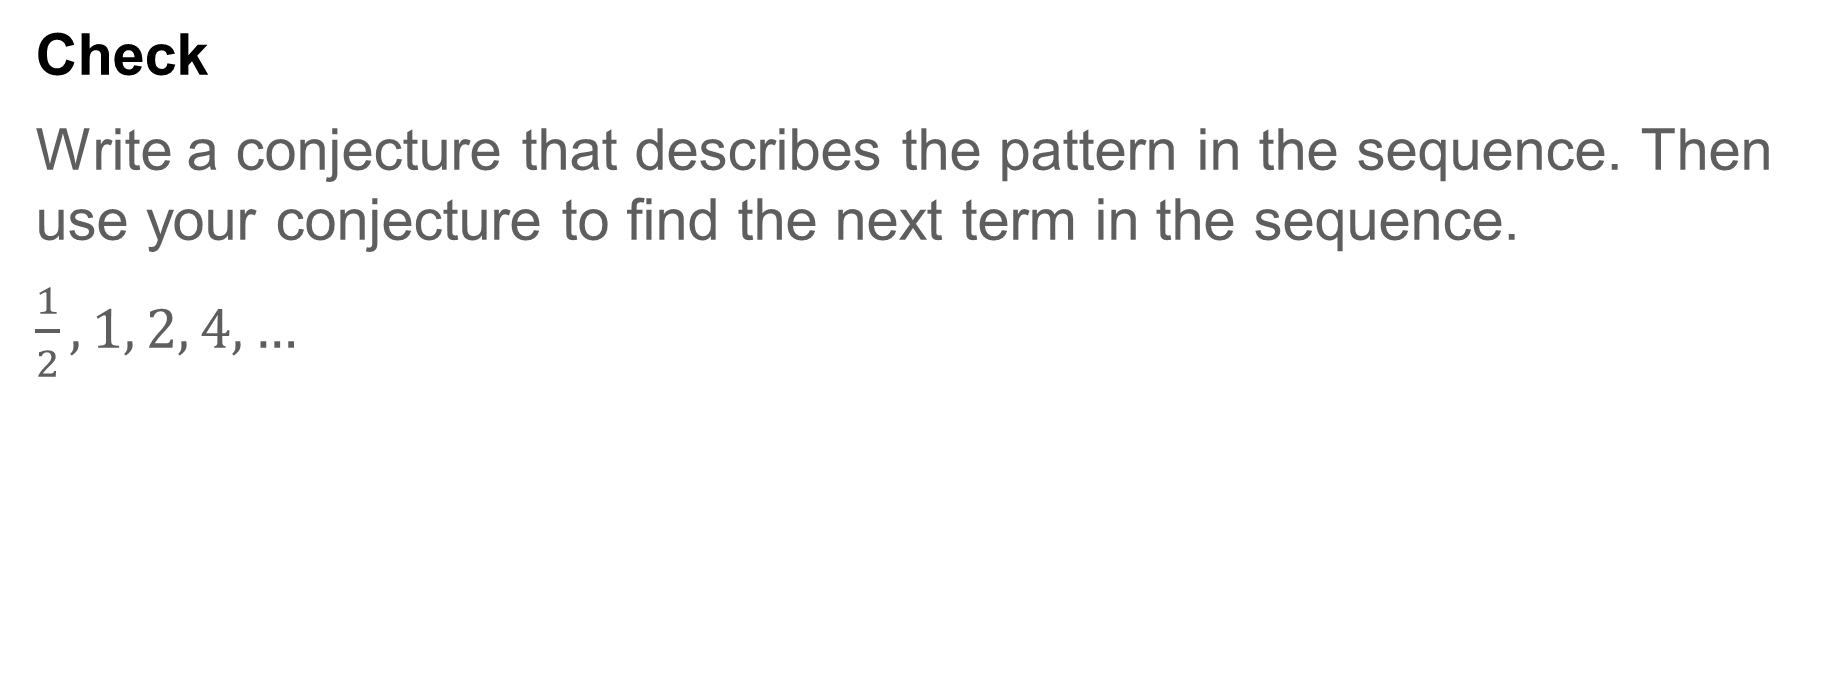 Check
Write a conjecture that describes the pattern in the sequence. Then
use your conjecture to find the next term in the sequence.
1/2, 1, 2, 4, ...